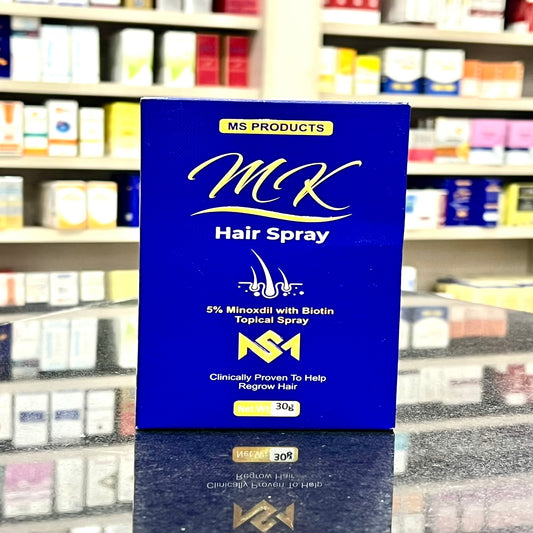 MS PRODUCTS
MK
Hair Spray
5% Minoxdil with Biotin
Topical Spray
Clinically Proven To Help
Regrow Hair
Net Wt: 30g